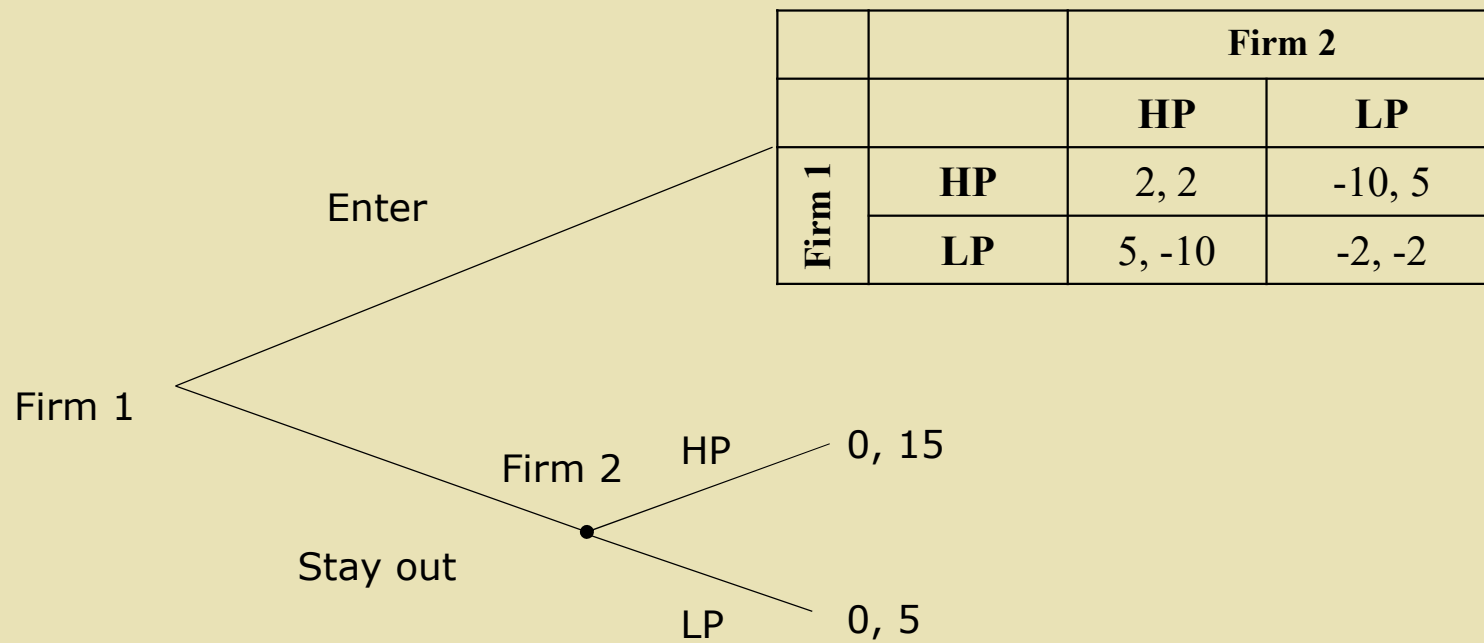 Firm 2
HP LP
Firm 1
HP 2, 2 -10, 5
LP 5, -10 -2, -2
Enter
Firm 1
Firm 2
HP 0, 15
Stay out
LP 0, 5